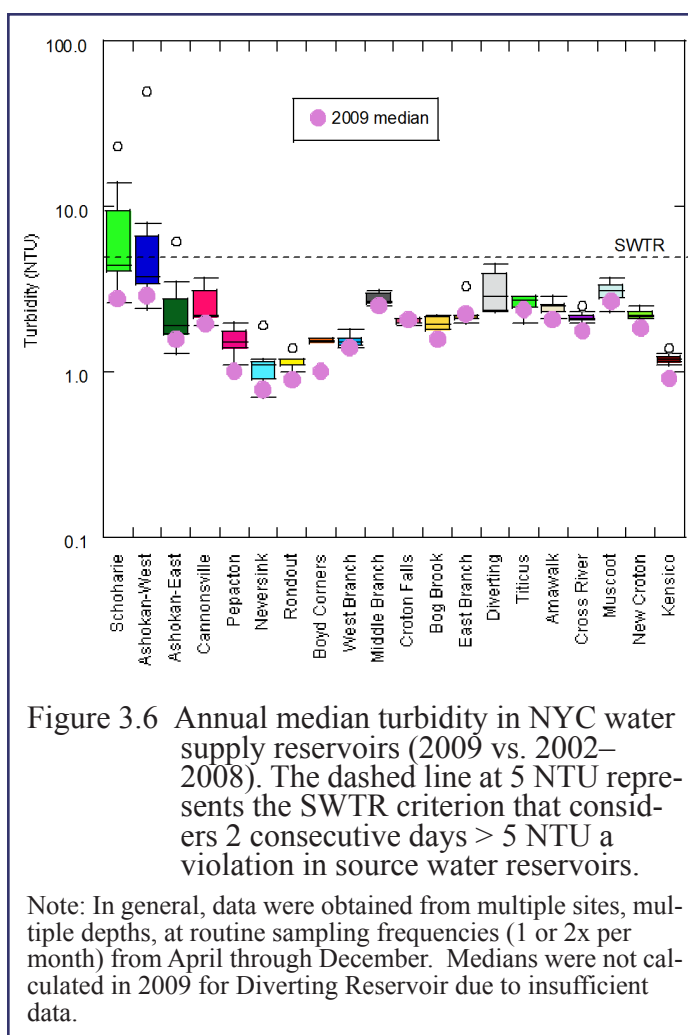 100.0
10.0
1.0
0.1
Turbidity (NTU)
2009 median
SWTR
Schoharie
Ashokan-West
Ashokan-East
Cannonsville
Pepacton
Neversink
Rondout
Boyd Corners
West Branch
Middle Branch
Croton Falls
Bog Brook
East Branch
Diverting
Titicus
Amawalk
Cross River
Muscoot
New Croton
Kensico
Figure 3.6 Annual median turbidity in NYC water
supply reservoirs (2009 vs. 2002–
2008). The dashed line at 5 NTU repre-
sents the SWTR criterion that consid-
ers 2 consecutive days > 5 NTU a
violation in source water reservoirs.
Note: In general, data were obtained from multiple sites, mul-
tiple depths, at routine sampling frequencies (1 or 2x per
month) from April through December. Medians were not cal-
culated in 2009 for Diverting Reservoir due to insufficient
data.